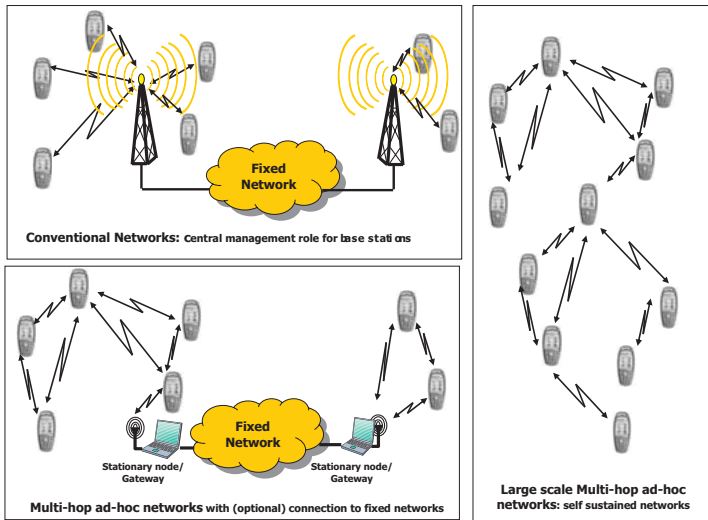 Fixed
Network
Conventional Networks: Central management role for base stations
Fixed
Network
Stationary node/
Gateway
Stationary node/
Gateway
Multi-hop ad-hoc networks with (optional) connection to fixed networks
Large scale Multi-hop ad-hoc
networks: self sustained networks